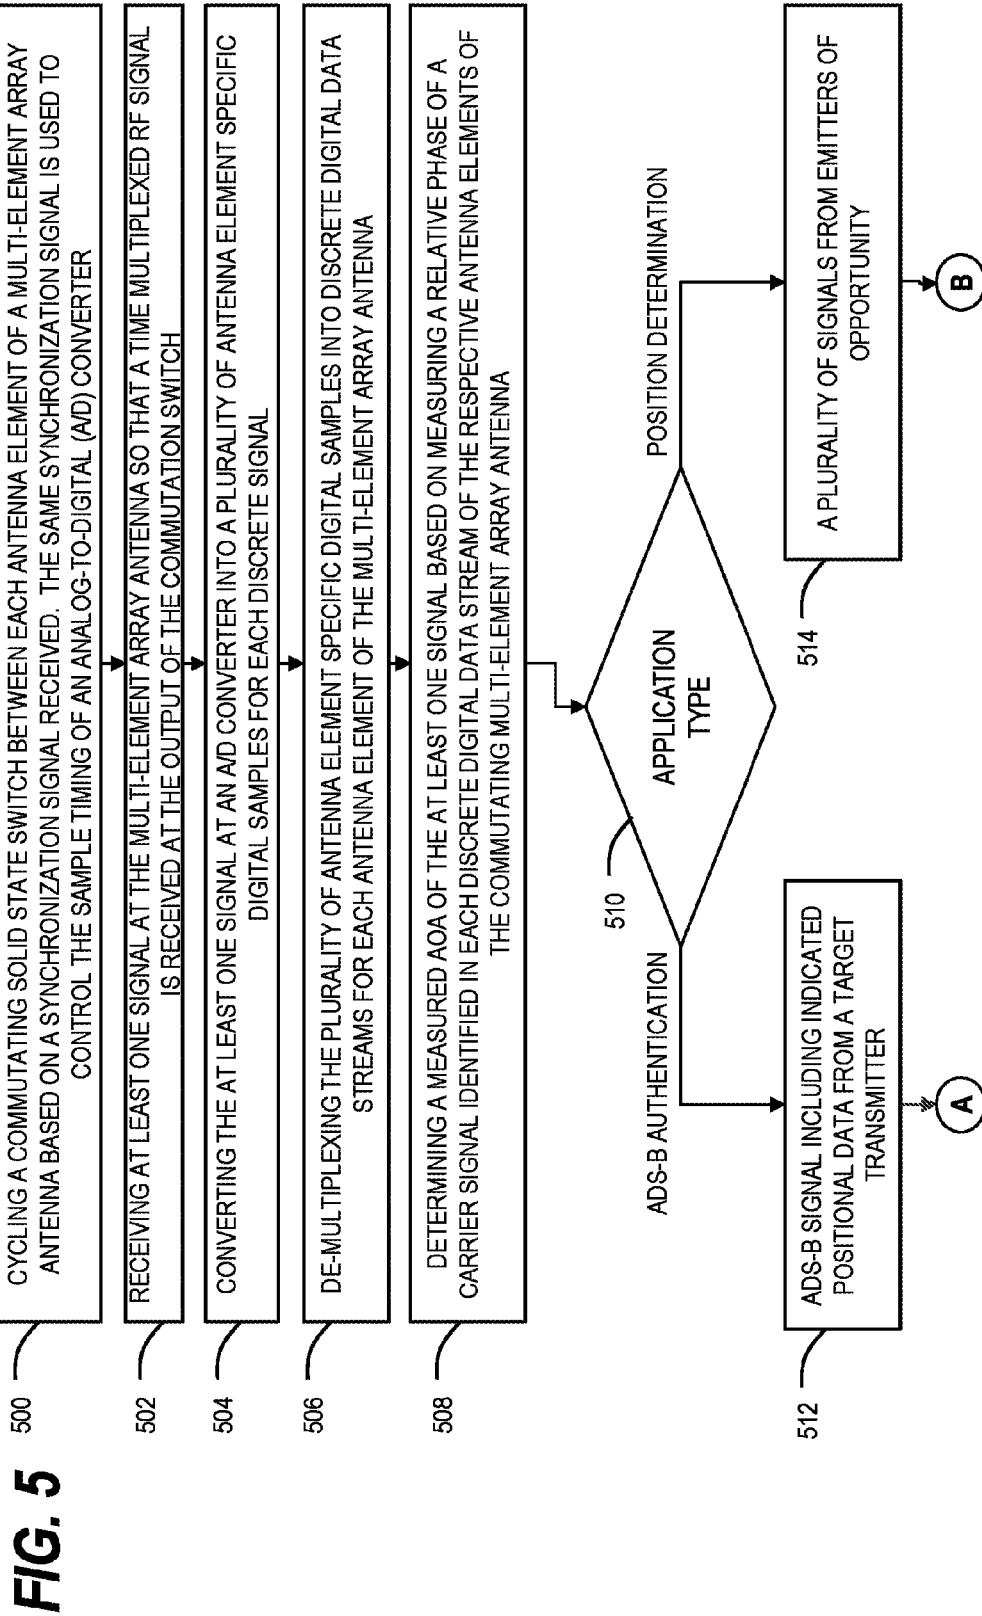 FIG. 5
500
CYCLING A COMMUTATING SOLID STATE SWITCH BETWEEN EACH ANTENNA ELEMENT OF A MULTI-ELEMENT ARRAY
ANTENNA BASED ON A SYNCHRONIZATION SIGNAL RECEIVED. THE SAME SYNCHRONIZATION SIGNAL IS USED TO
CONTROL THE SAMPLE TIMING OF AN ANALOG-TO-DIGITAL (A/D) CONVERTER
502
RECEIVING AT LEAST ONE SIGNAL AT THE MULTI-ELEMENT ARRAY ANTENNA SO THAT A TIME MULTIPLEXED RF SIGNAL
IS RECEIVED AT THE OUTPUT OF THE COMMUTATION SWITCH
504
CONVERTING THE AT LEAST ONE SIGNAL AT AN A/D CONVERTER INTO A PLURALITY OF ANTENNA ELEMENT SPECIFIC
DIGITAL SAMPLES FOR EACH DISCRETE SIGNAL
506
DE-MULTIPLEXING THE PLURALITY OF ANTENNA ELEMENT SPECIFIC DIGITAL SAMPLES INTO DISCRETE DIGITAL DATA
STREAMS FOR EACH ANTENNA ELEMENT OF THE MULTI-ELEMENT ARRAY ANTENNA
508
DETERMINING A MEASURED AOA OF THE AT LEAST ONE SIGNAL BASED ON MEASURING A RELATIVE PHASE OF A
CARRIER SIGNAL IDENTIFIED IN EACH DISCRETE DIGITAL DATA STREAM OF THE RESPECTIVE ANTENNA ELEMENTS OF
THE COMMUTATING MULTI-ELEMENT ARRAY ANTENNA
510
APPLICATION
TYPE
ADS-B AUTHENTICATION
POSITION DETERMINATION
512
ADS-B SIGNAL INCLUDING INDICATED
POSITIONAL DATA FROM A TARGET
TRANSMITTER
514
A PLURALITY OF SIGNALS FROM EMITTERS OF
OPPORTUNITY
A
B